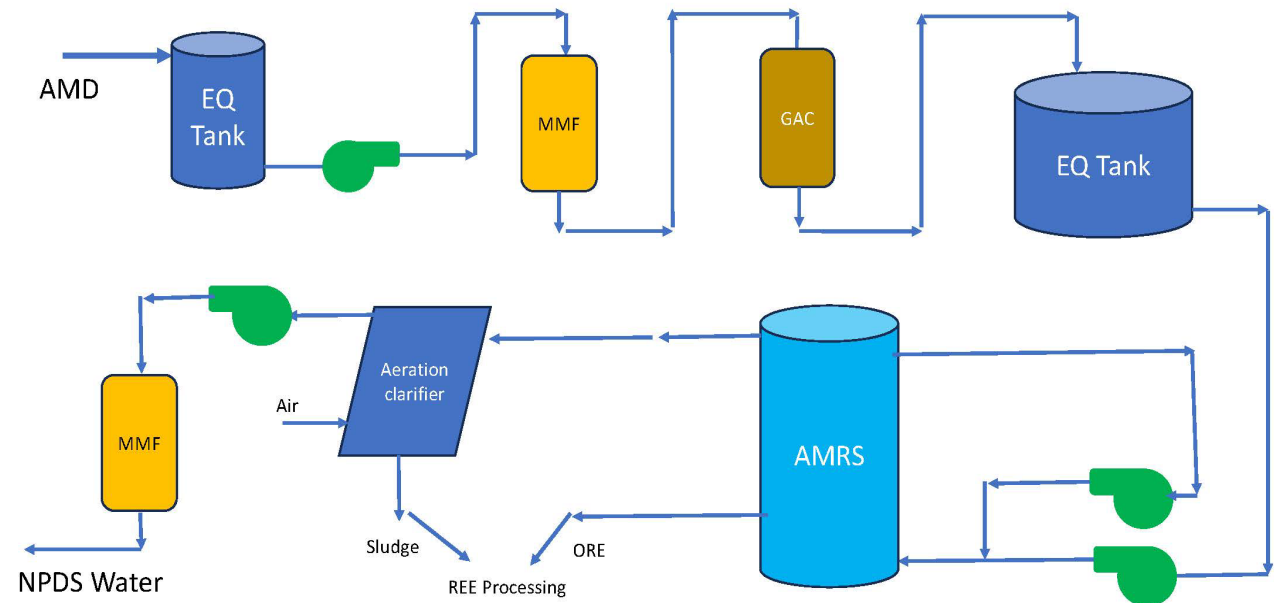 AMD
EQ
Tank
MMF
GAC
EQ Tank
Aeration
clarifier
Air
MMF
AMRS
Sludge
ORE
REE Processing
NPDS Water